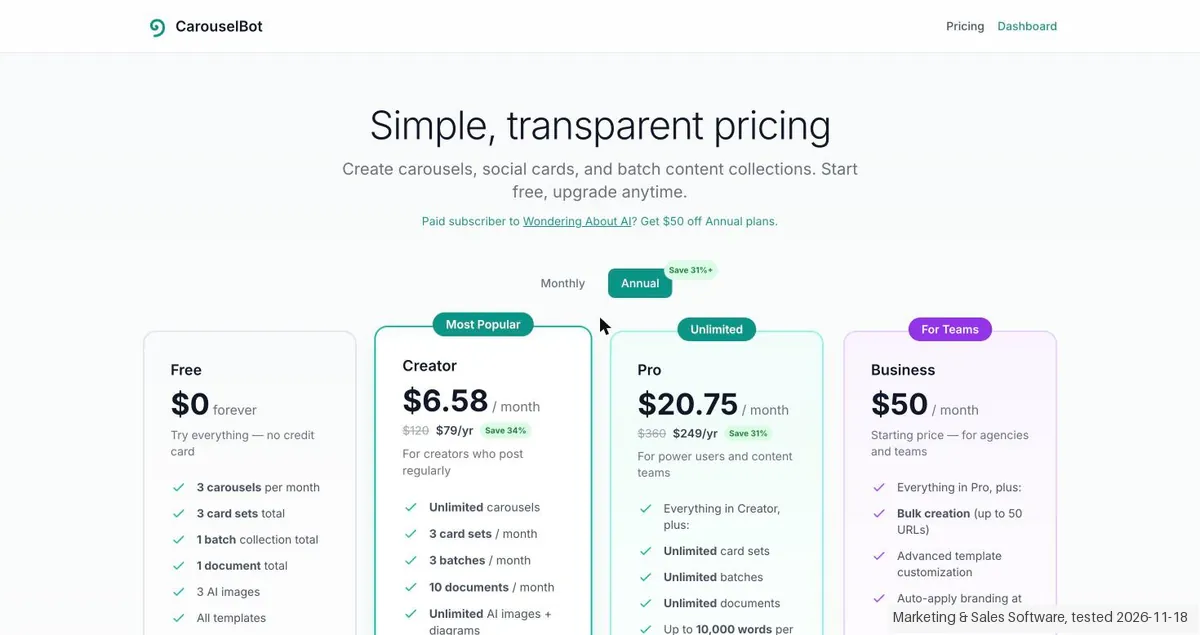 CarouselBot
Pricing
Dashboard
Simple, transparent pricing
Create carousels, social cards, and batch content collections. Start
free, upgrade anytime.
Paid subscriber to Wondering About AI? Get $50 off Annual plans.
Monthly
Annual
Save 31%+
Free
$0 forever
Try everything — no credit
card
3 carousels per month
3 card sets total
1 batch collection total
1 document total
3 AI images
All templates
Most Popular
Creator
$6.58 / month
$120 $79/yr Save 34%
For creators who post
regularly
Unlimited carousels
3 card sets / month
3 batches / month
10 documents / month
Unlimited AI images +
diagrams
Unlimited
Pro
$20.75 / month
$360 $249/yr Save 31%
For power users and content
teams
Everything in Creator,
plus:
Unlimited card sets
Unlimited batches
Unlimited documents
Up to 10,000 words per
For Teams
Business
$50 / month
Starting price — for agencies
and teams
Everything in Pro, plus:
Bulk creation (up to 50
URLs)
Advanced template
customization
Auto-apply branding at
Marketing & Sales Software, tested 2026-11-18